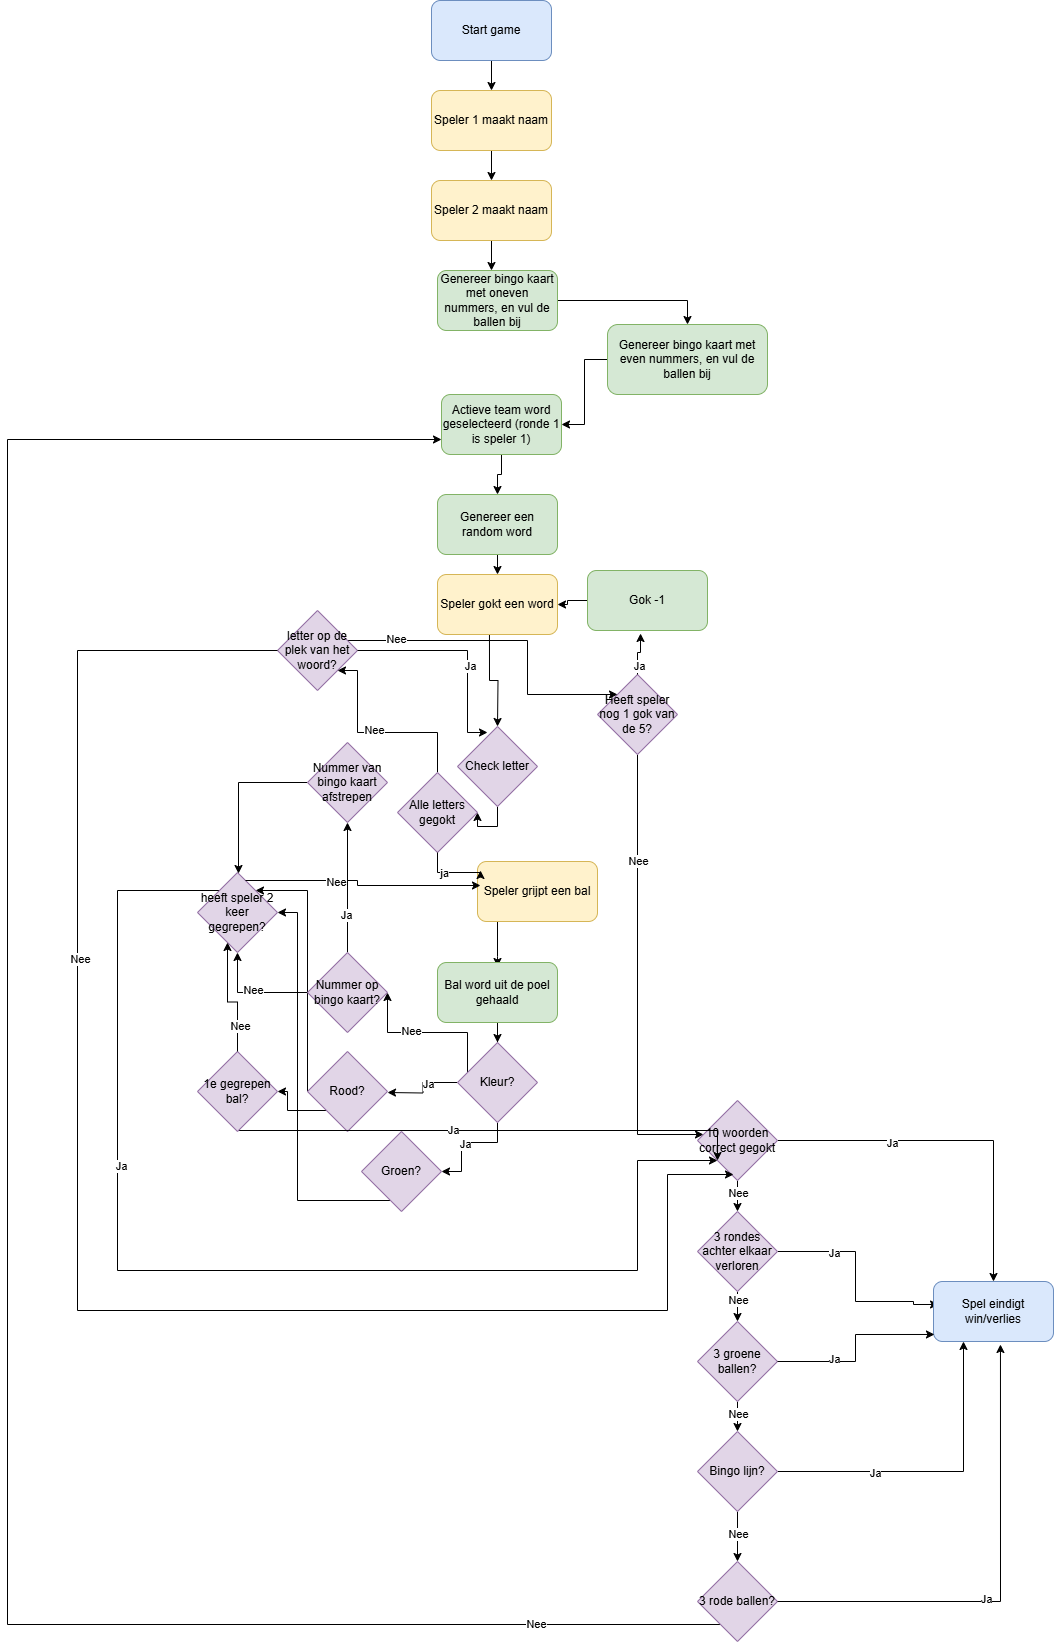 Start game
Speler 1 maakt naam
Speler 2 maakt naam
Genereer bingo kaart
met oneven
nummers, en vul de
ballen bij
Genereer bingo kaart met
even nummers, en vul de
ballen bij
Actieve team word
geselecteerd (ronde 1
is speler 1)
Genereer een
random word
Speler gokt een word
Gok -1
letter op de
plek van het
woord?
Nee
Ja
Ja
Heeft speler
nog 1 gok van
de 5?
Nee
Check letter
Nummer van
bingo kaart
afstrepen
Alle letters
gegokt
ja
Nee
Nee
Speler grijpt een bal
heeft speler 2
keer
gegrepen?
Ja
Nee
Nummer op
bingo kaart?
Nee
Bal word uit de poel
gehaald
Nee
Nee
1e gegrepen
bal?
Rood?
Ja
Kleur?
Ja
Ja
Ja
Groen?
10 woorden
correct gegokt
Ja
Nee
3 rondes
achter elkaar
verloren
Ja
Nee
Spel eindigt
win/verlies
3 groene
ballen?
Ja
Nee
Bingo lijn?
Ja
Nee
3 rode ballen?
Ja
Nee